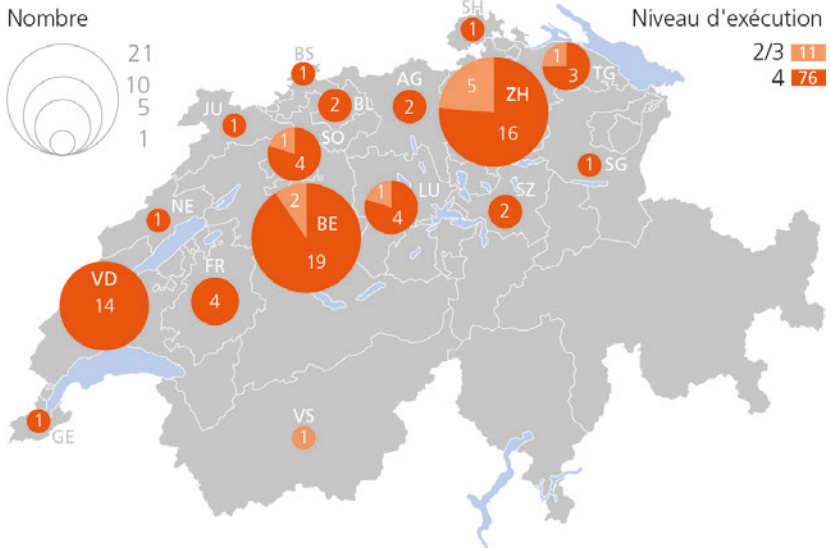 Nombre
21
10
5
1
Niveau d'exécution
2/3 11
4 76
SH
1
BS
1
AG
2
BL
2
JU
1
ZH
5
16
TG
1
3
SO
1
4
SG
1
NE
1
BE
2
19
LU
1
4
SZ
2
VD
14
FR
4
GE
1
VS
1